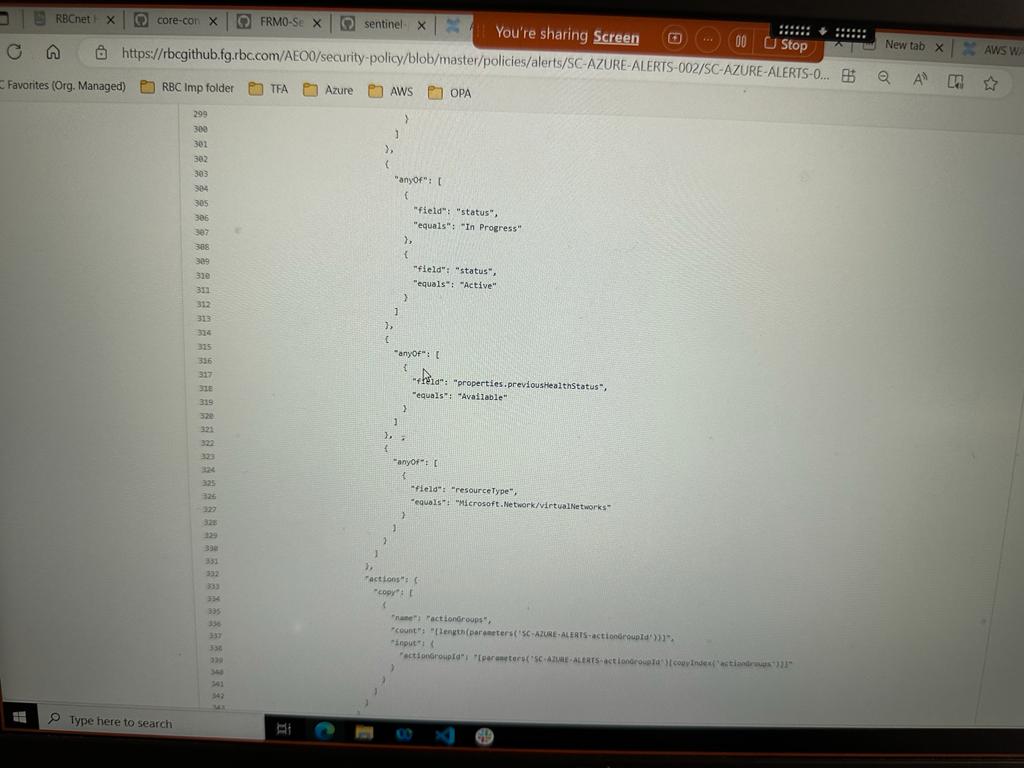 RBCnet
core-con
FRM0-Se
sentinel-
You're sharing Screen
Stop
New tab
AWS W
https://rbcgithub.fg.rbc.com/AEO0/security-policy/blob/master/policies/alerts/SC-AZURE-ALERTS-002/SC-AZURE-ALERTS-0...
Favorites (Org. Managed)
RBC Imp folder
TFA
Azure
AWS
OPA
299 }
300 ]
301 },
302 {
303 "anyOf": [
304 {
305 "field": "status",
306 "equals": "In Progress"
307 },
308 {
309 "field": "status",
310 "equals": "Active"
311 }
312 ]
313 },
314 {
315 "anyOf": [
316 {
317 "field": "properties.previousHealthStatus",
318 "equals": "Available"
319 }
320 ]
321 },
322 {
323 "anyOf": [
324 {
325 "field": "resourceType",
326 "equals": "Microsoft.Network/virtualNetworks"
327 }
328 ]
329 }
330 ]
331 },
332 "actions": {
333 "copy": [
334 {
335 "name": "actionGroups",
336 "count": "[length(parameters('SC-AZURE-ALERTS-actionGroupId'))]",
337 "input": {
338 "actionGroupId": "[parameters('SC-AZURE-ALERTS-actionGroupId')[copyIndex('actionGroups')]]"
339 }
340 }
341 ]
342 }
343
Type here to search